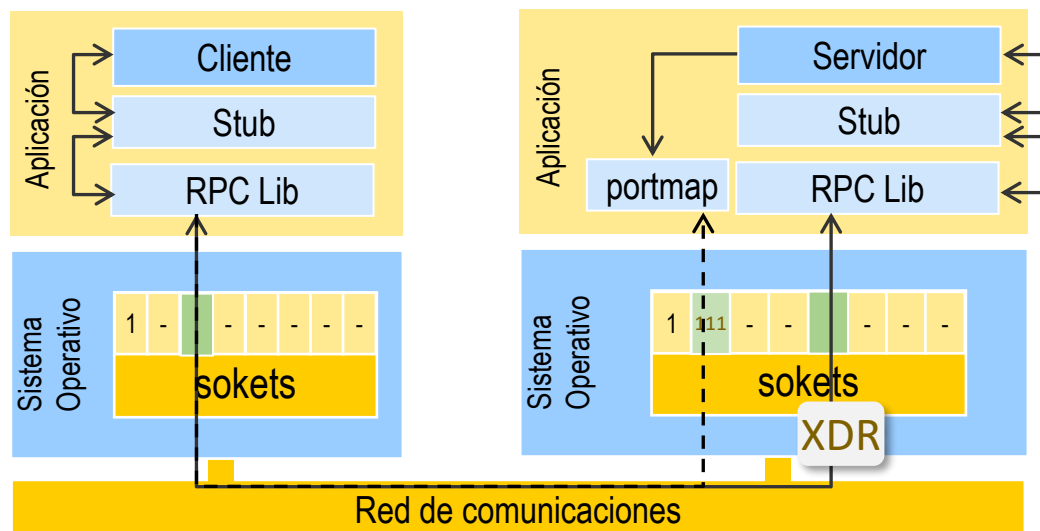 Aplicación
Cliente
Stub
RPC Lib
Sistema
Operativo
1 - - - - - -
sokets
Aplicación
Servidor
Stub
portmap
RPC Lib
Sistema
Operativo
1 111 - - - - -
sokets
XDR
Red de comunicaciones